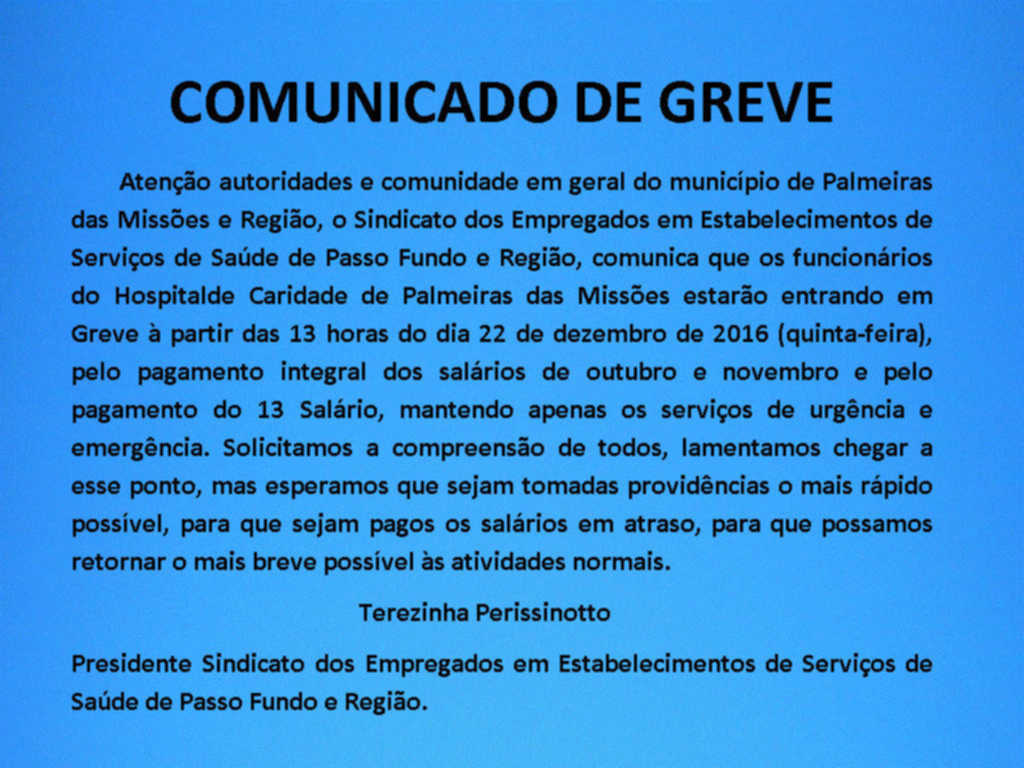 COMUNICADO DE GREVE
Atenção autoridades e comunidade em geral do município de Palmeiras
das Missões e Região, o Sindicato dos Empregados em Estabelecimentos de
Serviços de Saúde de Passo Fundo e Região, comunica que os funcionários
do Hospitalde Caridade de Palmeiras das Missões estarão entrando em
Greve à partir das 13 horas do dia 22 de dezembro de 2016 (quinta-feira),
pelo pagamento integral dos salários de outubro e novembro e pelo
pagamento do 13 Salário, mantendo apenas os serviços de urgência e
emergência. Solicitamos a compreensão de todos, lamentamos chegar a
esse ponto, mas esperamos que sejam tomadas providências o mais rápido
possível, para que sejam pagos os salários em atraso, para que possamos
retornar o mais breve possível às atividades normais.
Terezinha Perissinotto
Presidente Sindicato dos Empregados em Estabelecimentos de Serviços de
Saúde de Passo Fundo e Região.